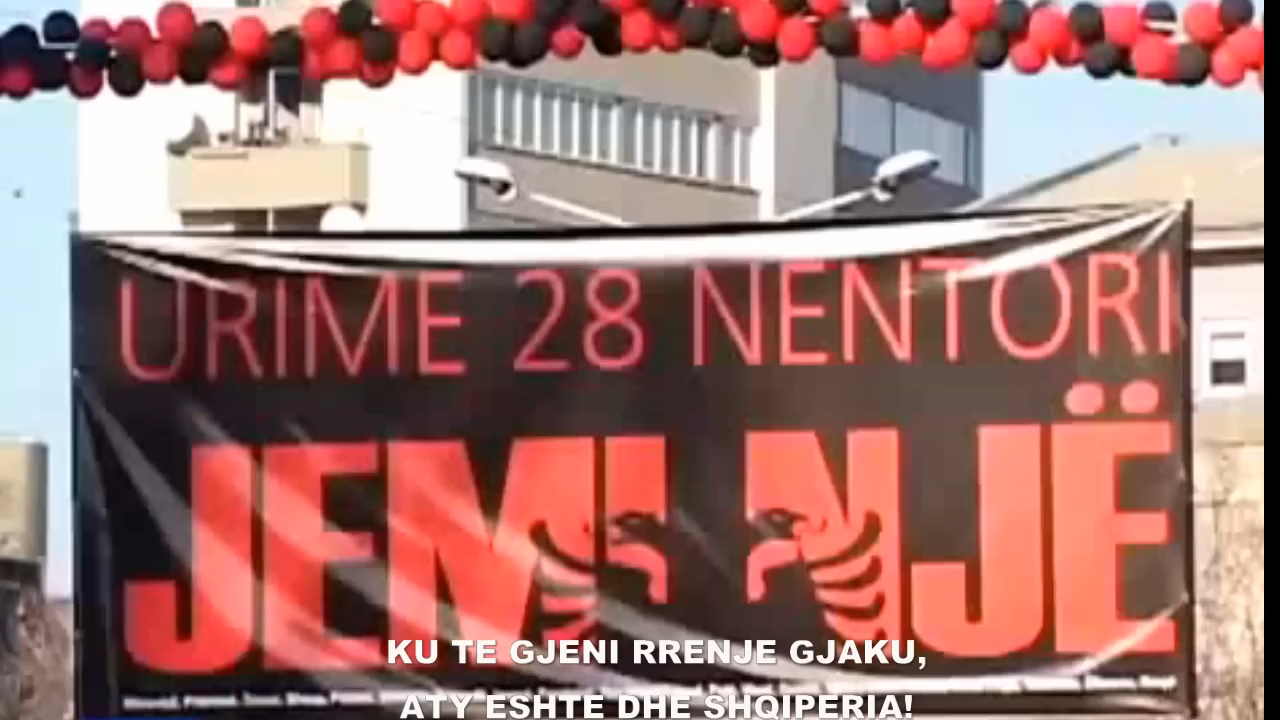 URIME 28 NENTORI
JEMI NJË
KU TE GJENI RRENJE GJAKU,
ATY ESHTE DHE SHQIPERIA!